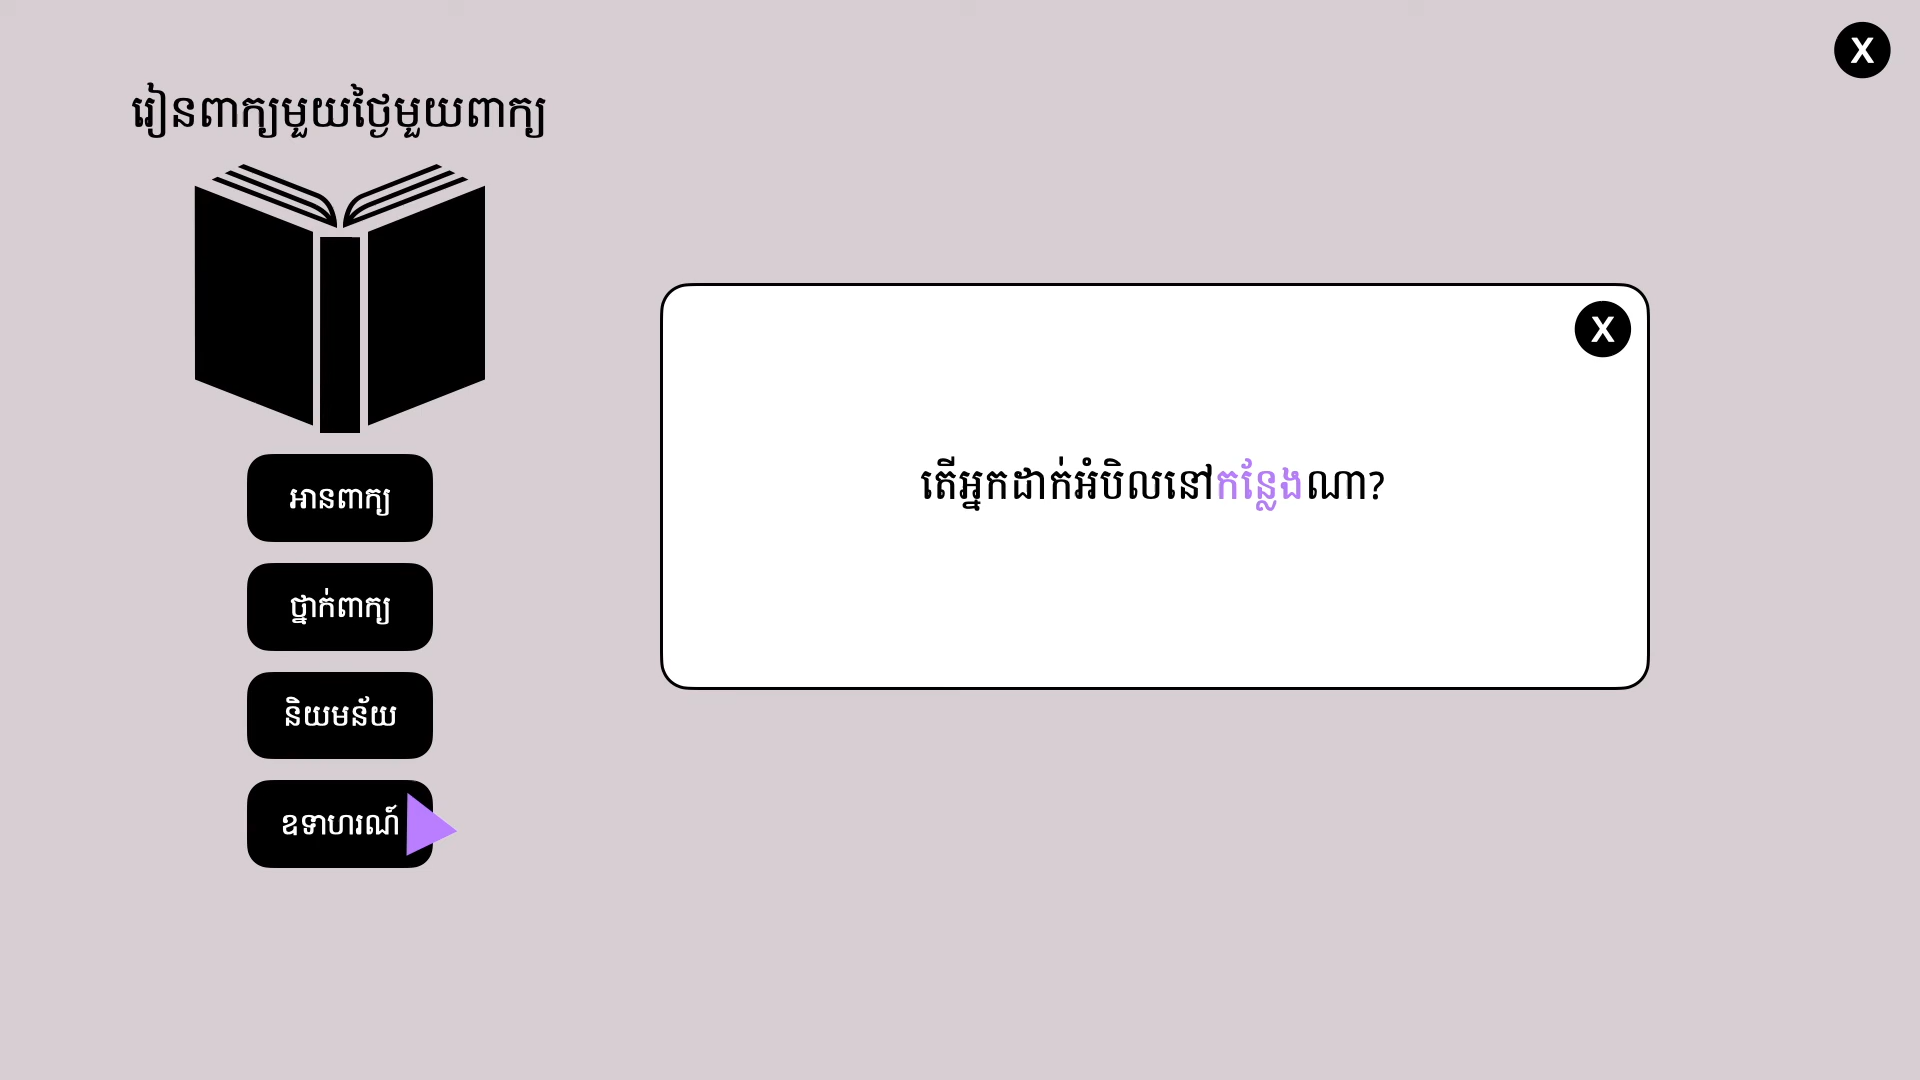 X
រៀនពាក្យមួយថ្ងៃមួយពាក្យ
X
តើអ្នកដាក់អំបិលនៅកន្លែងណា?
អានពាក្យ
ថ្នាក់ពាក្យ
និយមន័យ
ឧទាហរណ៍